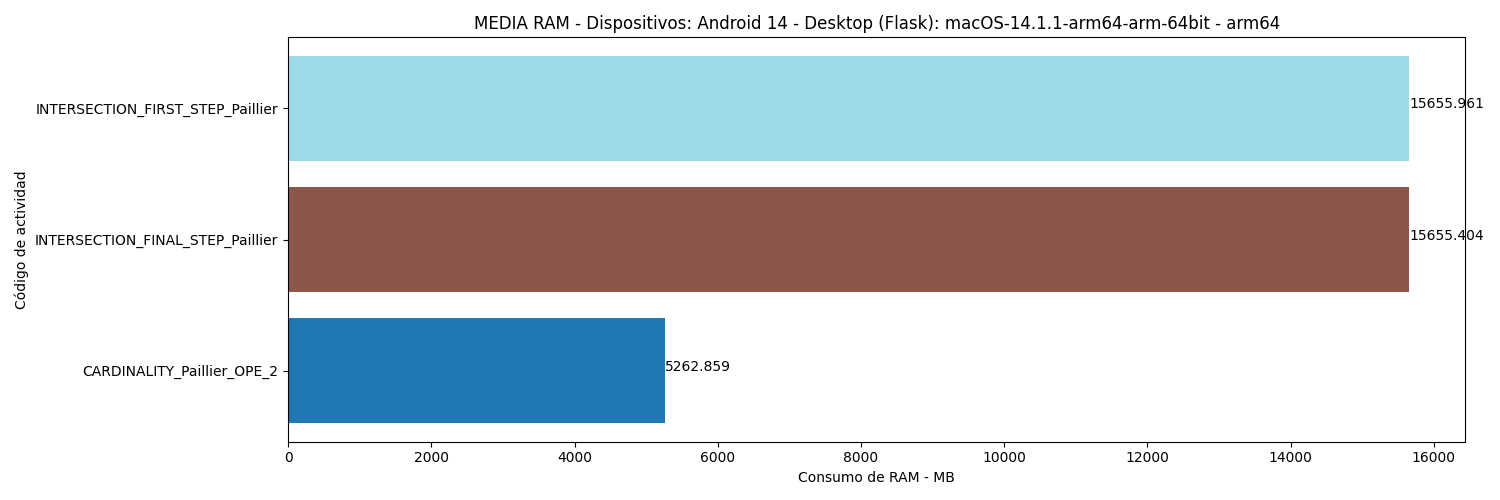 MEDIA RAM - Dispositivos: Android 14 - Desktop (Flask): macOS-14.1.1-arm64-arm-64bit - arm64
Código de actividad
INTERSECTION_FIRST_STEP_Paillier
15655.961
INTERSECTION_FINAL_STEP_Paillier
15655.404
CARDINALITY_Paillier_OPE_2
5262.859
0 2000 4000 6000 8000 10000 12000 14000 16000
Consumo de RAM - MB